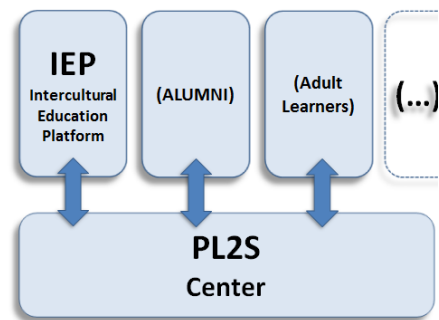 IEP
Intercultural
Education
Platform
(ALUMNI)
(Adult
Learners)
(...)
PL2S
Center